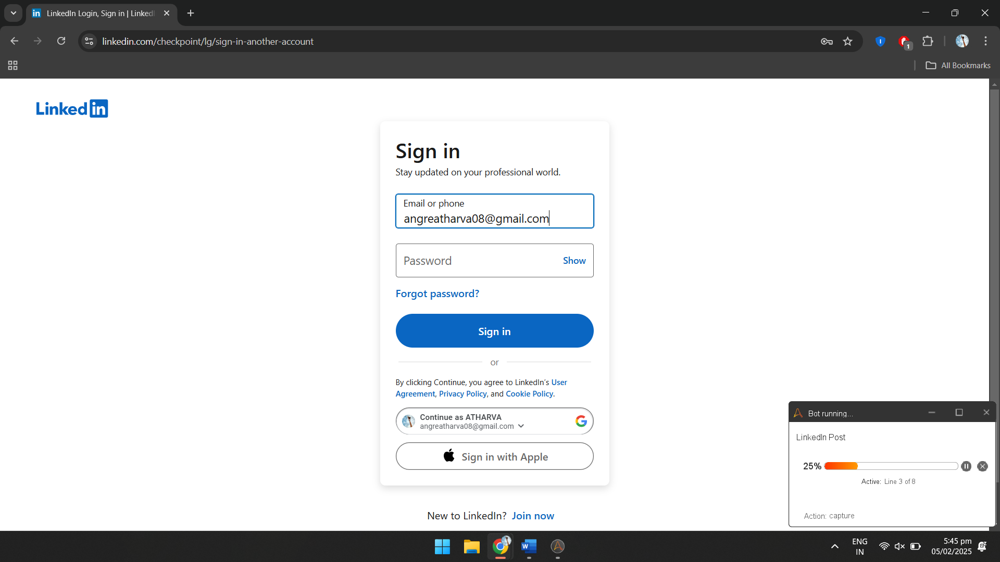 LinkedIn Login, Sign in | Linked
linkedin.com/checkpoint/lg/sign-in-another-account
1
All Bookmarks
Linked in
Sign in
Stay updated on your professional world.
Email or phone
angreatharva08@gmail.com
Password
Show
Forgot password?
Sign in
or
By clicking Continue, you agree to LinkedIn's User
Agreement, Privacy Policy, and Cookie Policy.
Continue as ATHARVA
angreatharva08@gmail.com
Sign in with Apple
New to LinkedIn? Join now
Bot running...
LinkedIn Post
25%
Active: Line 3 of 8
Action: capture
ENG
IN
5:45 pm
05/02/2025